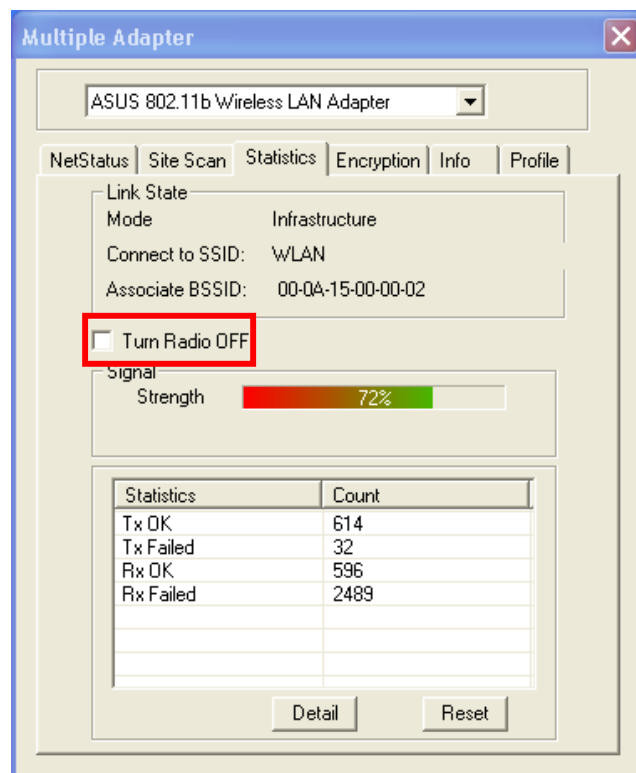 Multiple Adapter
ASUS 802.11b Wireless LAN Adapter
NetStatus Site Scan Statistics Encryption Info Profile
Link State
Mode Infrastructure
Connect to SSID: WLAN
Associate BSSID: 00-0A-15-00-00-02
Turn Radio OFF
Signal
Strength 72%
Statistics Count
Tx OK 614
Tx Failed 32
Rx OK 596
Rx Failed 2489
Detail Reset